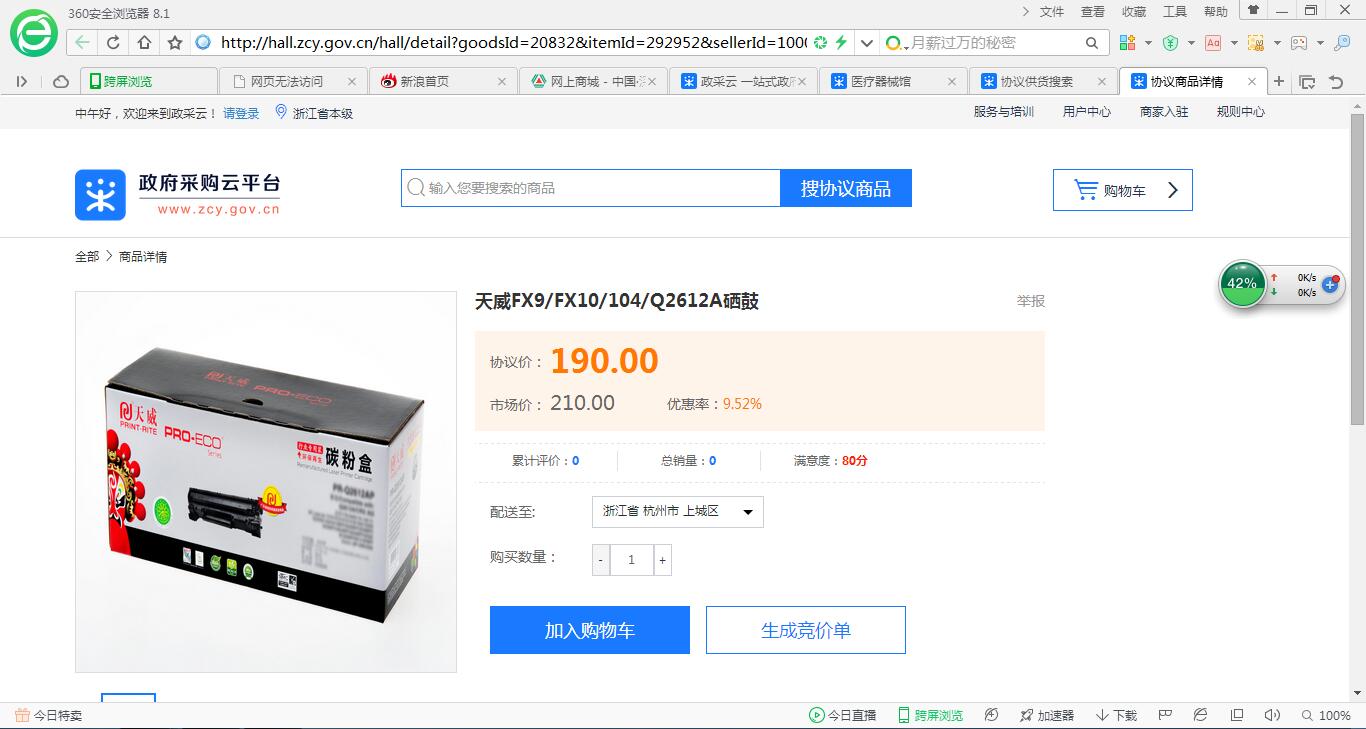 360安全浏览器 8.1
文件 查看 收藏 工具 帮助
http://hall.zcy.gov.cn/hall/detail?goodsId=20832&itemId=292952&sellerId=100
月薪过万的秘密
跨屏浏览
网页无法访问
新浪首页
网上商城 - 中国·
政采云 一站式政府
医疗器械馆
协议供货搜索
协议商品详情
中午好，欢迎来到政采云！ 请登录 浙江省本级
服务与培训 用户中心 商家入驻 规则中心
政府采购云平台
www.zcy.gov.cn
输入您要搜索的商品
搜协议商品
购物车
全部 > 商品详情
42%
0K/s
0K/s
天威FX9/FX10/104/Q2612A硒鼓
举报
协议价： 190.00
市场价： 210.00 优惠率：9.52%
累计评价：0 总销量：0 满意度：80分
配送至: 浙江省 杭州市 上城区
购买数量： - 1 +
加入购物车
生成竞价单
天威
PRO-ECO
天威
PRINT-RITE
PRO-ECO
Series
碳粉盒
Remanufactured Laser Printer Cartridge
PR-Q2612AP
今日特卖
今日直播
跨屏浏览
加速器
下载
100%